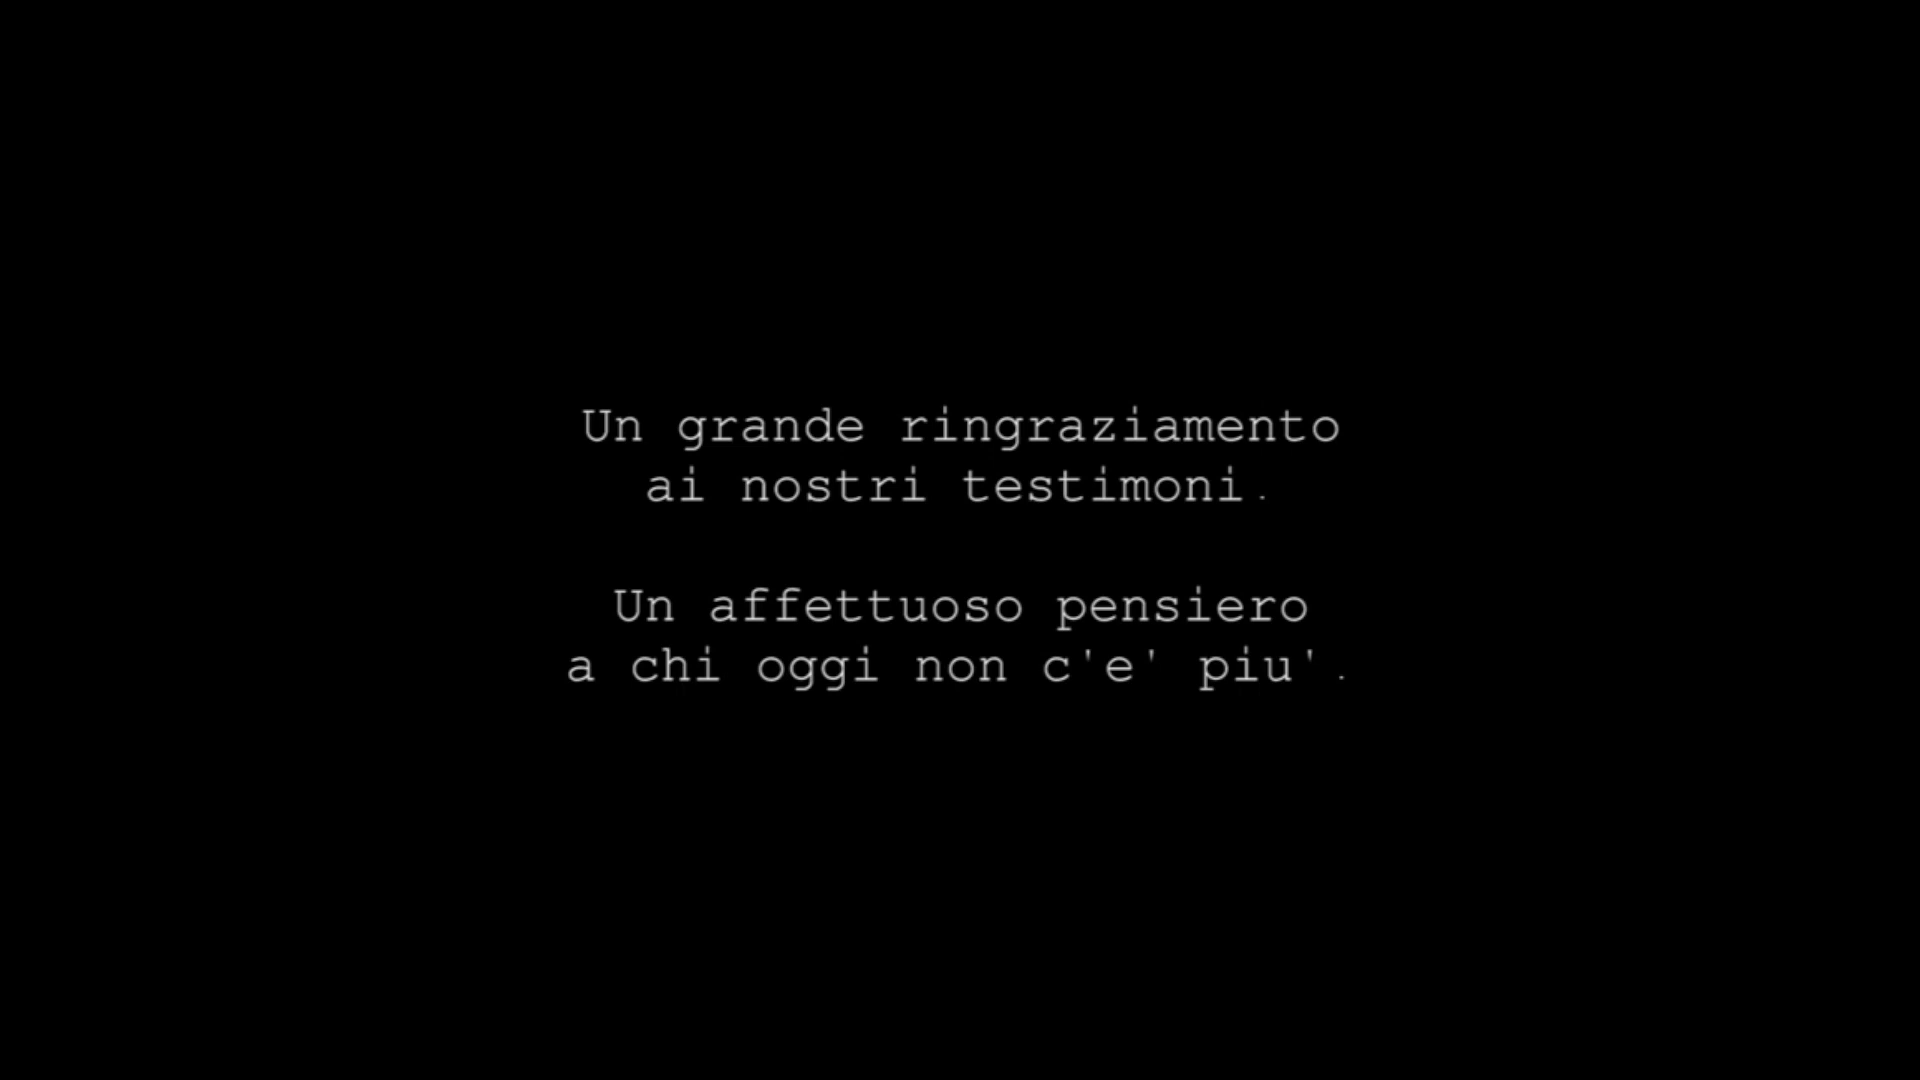 Un grande ringraziamento
ai nostri testimoni.
Un affettuoso pensiero
a chi oggi non c'e' piu'.